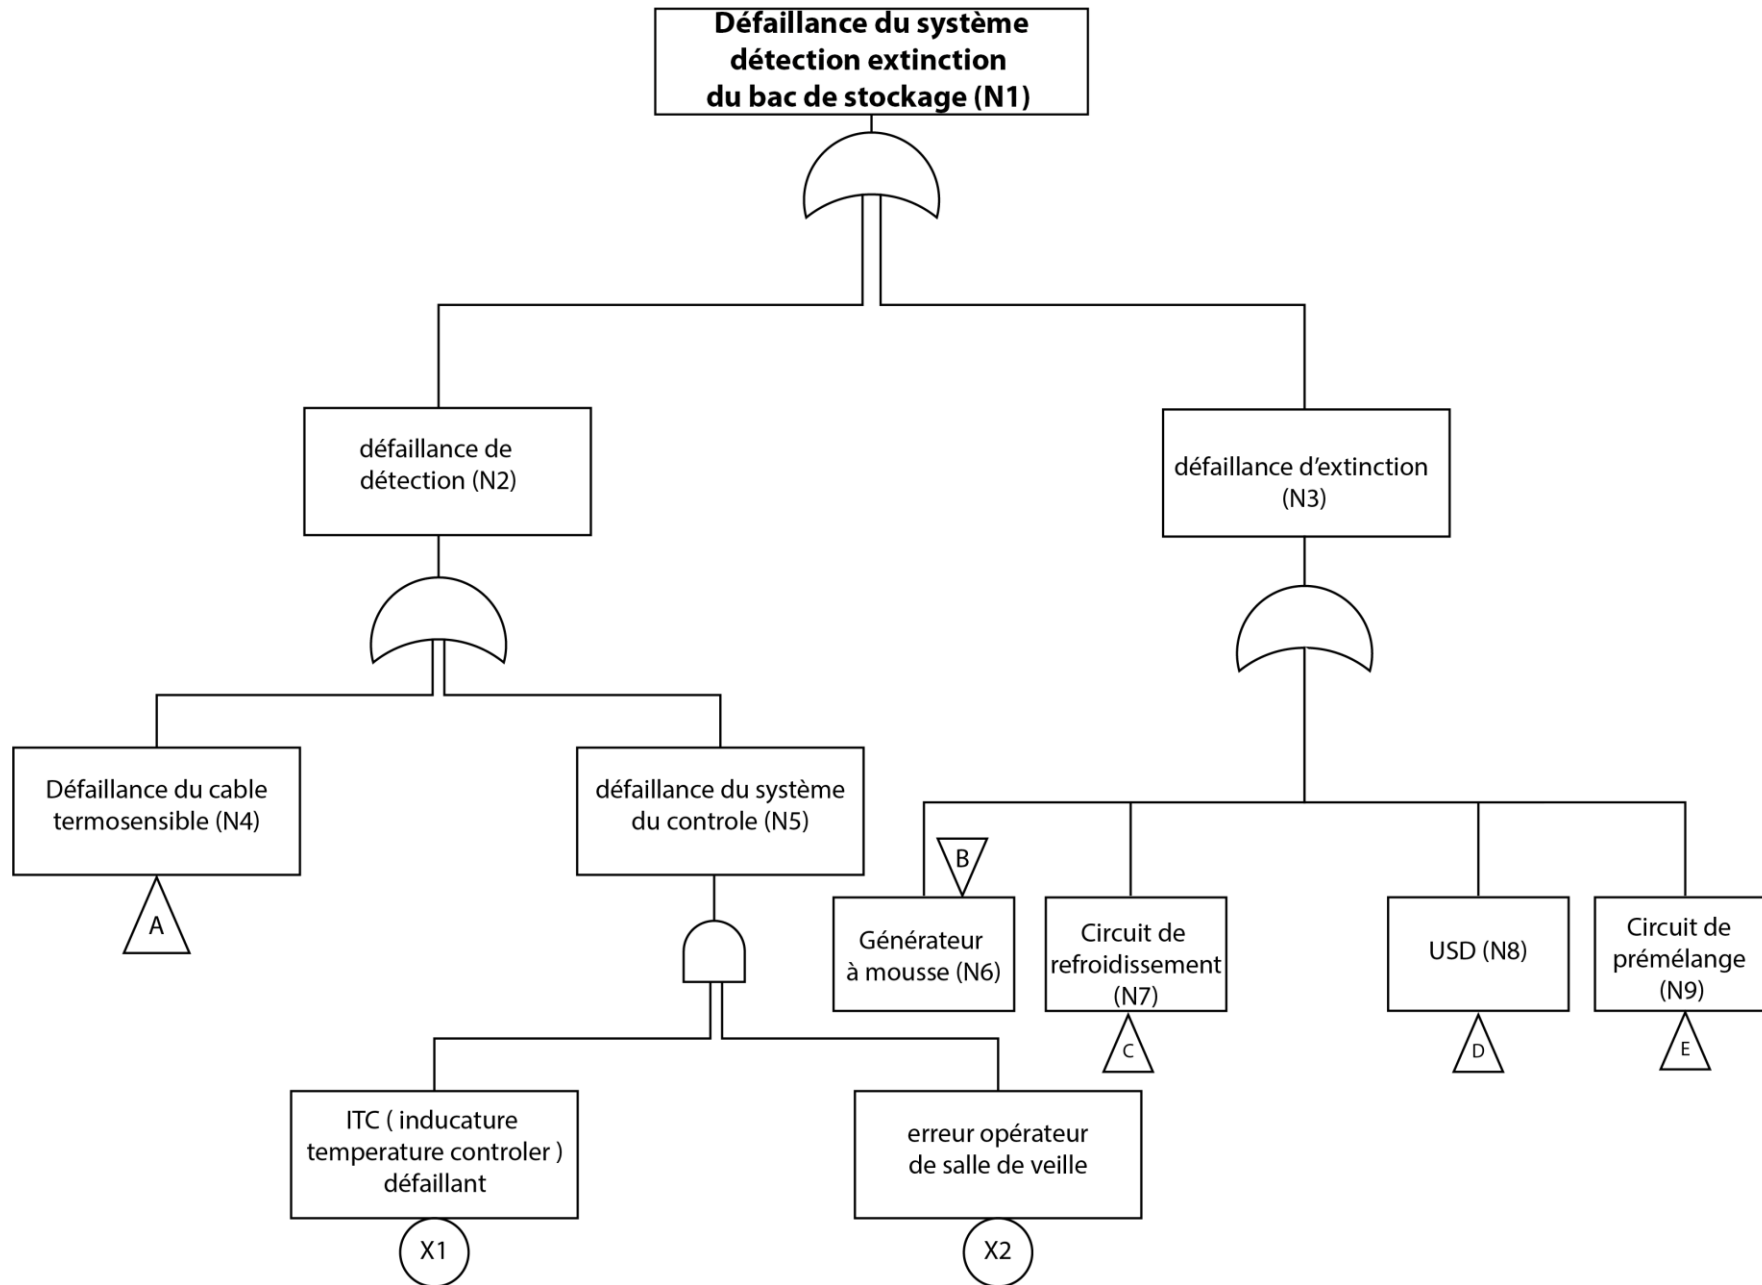 Défaillance du système
détection extinction
du bac de stockage (N1)
défaillance de
détection (N2)
défaillance d’extinction
(N3)
Défaillance du cable
termosensible (N4)
A
défaillance du système
du controle (N5)
B
Générateur
à mousse (N6)
Circuit de
refroidissement
(N7)
C
USD (N8)
D
Circuit de
prémélange
(N9)
E
ITC ( inducature
temperature controler )
défaillant
X1
erreur opérateur
de salle de veille
X2